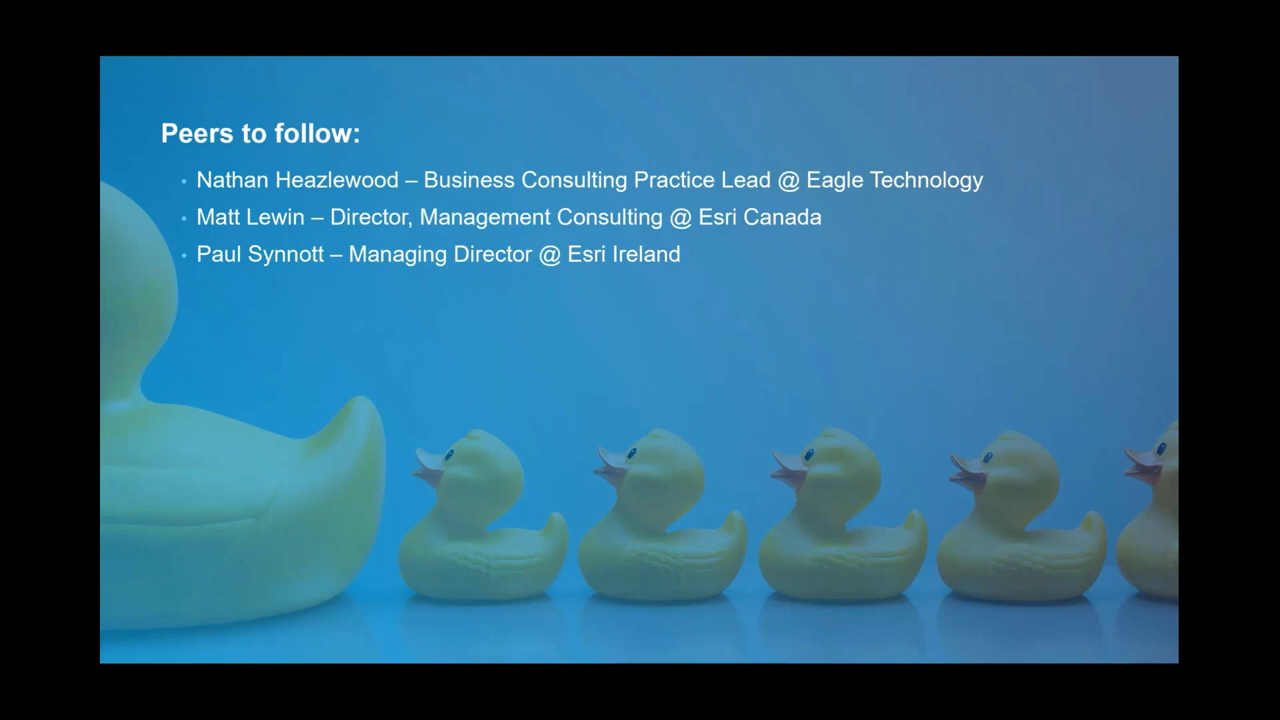 Peers to follow:
• Nathan Heazlewood – Business Consulting Practice Lead @ Eagle Technology
• Matt Lewin – Director, Management Consulting @ Esri Canada
• Paul Synnott – Managing Director @ Esri Ireland